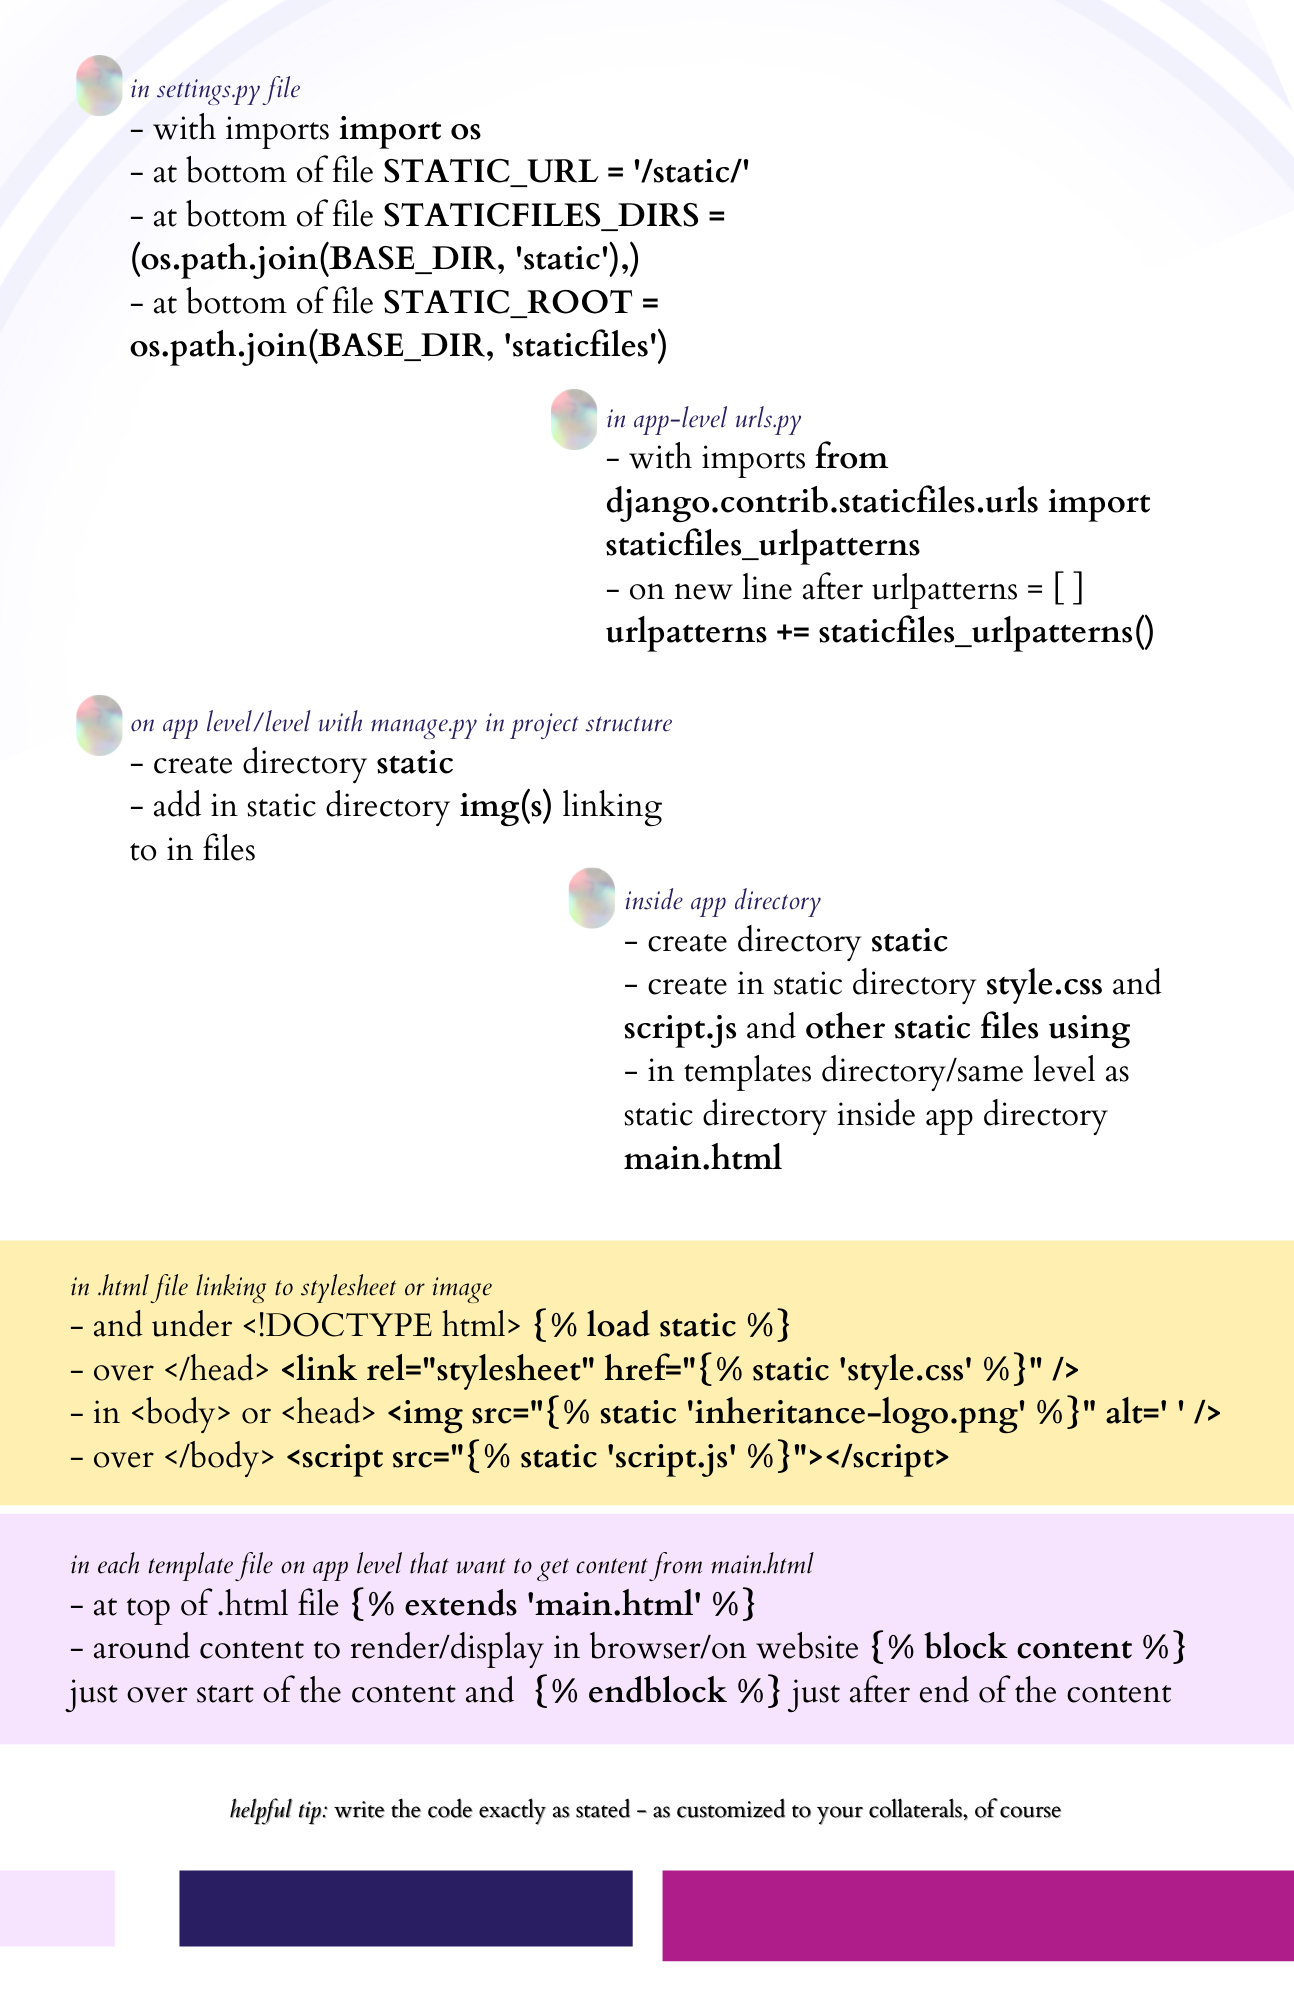 in settings.py file
- with imports import os
- at bottom of file STATIC_URL = '/static/'
- at bottom of file STATICFILES_DIRS =
(os.path.join(BASE_DIR, 'static'),)
- at bottom of file STATIC_ROOT =
os.path.join(BASE_DIR, 'staticfiles')
in app-level urls.py
- with imports from
django.contrib.staticfiles.urls import
staticfiles_urlpatterns
- on new line after urlpatterns = [ ]
urlpatterns += staticfiles_urlpatterns()
on app level/level with manage.py in project structure
- create directory static
- add in static directory img(s) linking
to in files
inside app directory
- create directory static
- create in static directory style.css and
script.js and other static files using
- in templates directory/same level as
static directory inside app directory
main.html
in .html file linking to stylesheet or image
- and under <!DOCTYPE html> {% load static %}
- over </head> <link rel="stylesheet" href="{% static 'style.css' %}" />
- in <body> or <head> <img src="{% static 'inheritance-logo.png' %}" alt=' ' />
- over </body> <script src="{% static 'script.js' %}"></script>
in each template file on app level that want to get content from main.html
- at top of .html file {% extends 'main.html' %}
- around content to render/display in browser/on website {% block content %}
just over start of the content and {% endblock %} just after end of the content
helpful tip: write the code exactly as stated - as customized to your collaterals, of course